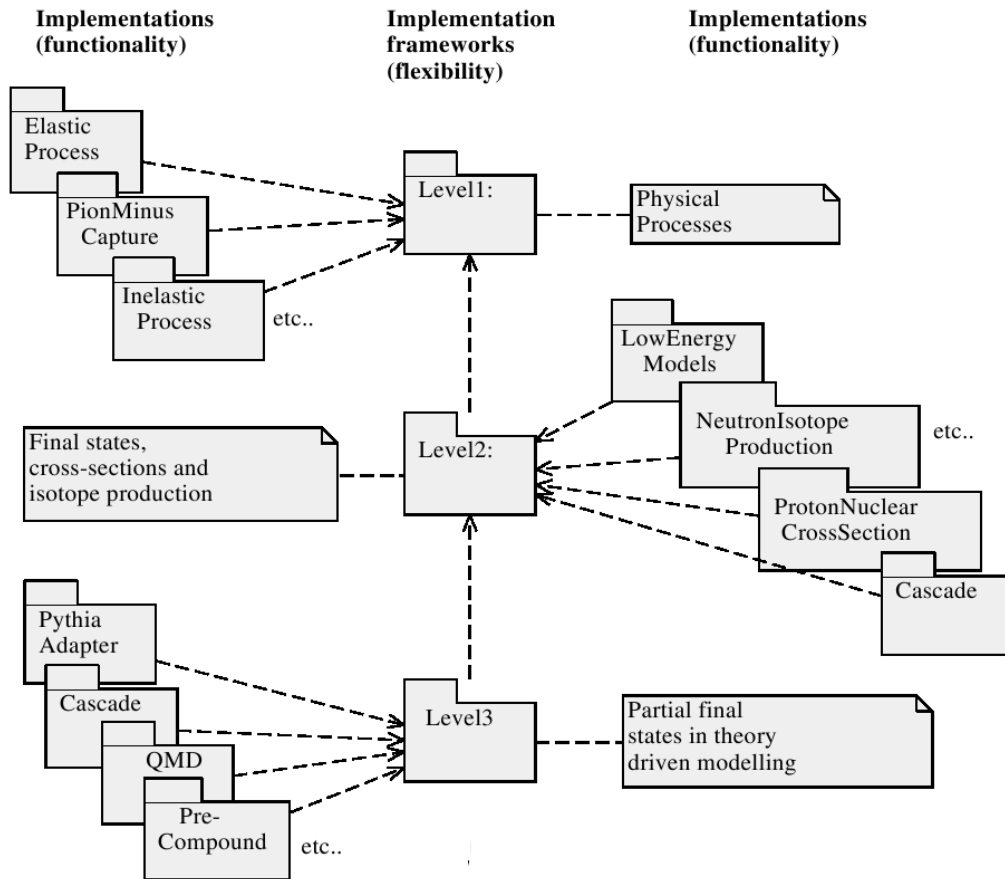 Implementations
(functionality)
Implementation
frameworks
(flexibility)
Implementations
(functionality)
Elastic
Process
PionMinus
Capture
Inelastic
Process
etc..
Level1:
Physical
Processes
LowEnergy
Models
NeutronIsotope
Production
etc..
ProtonNuclear
CrossSection
Cascade
Final states,
cross-sections and
isotope production
Level2:
Pythia
Adapter
Cascade
QMD
Pre-
Compound
etc..
Level3
Partial final
states in theory
driven modelling